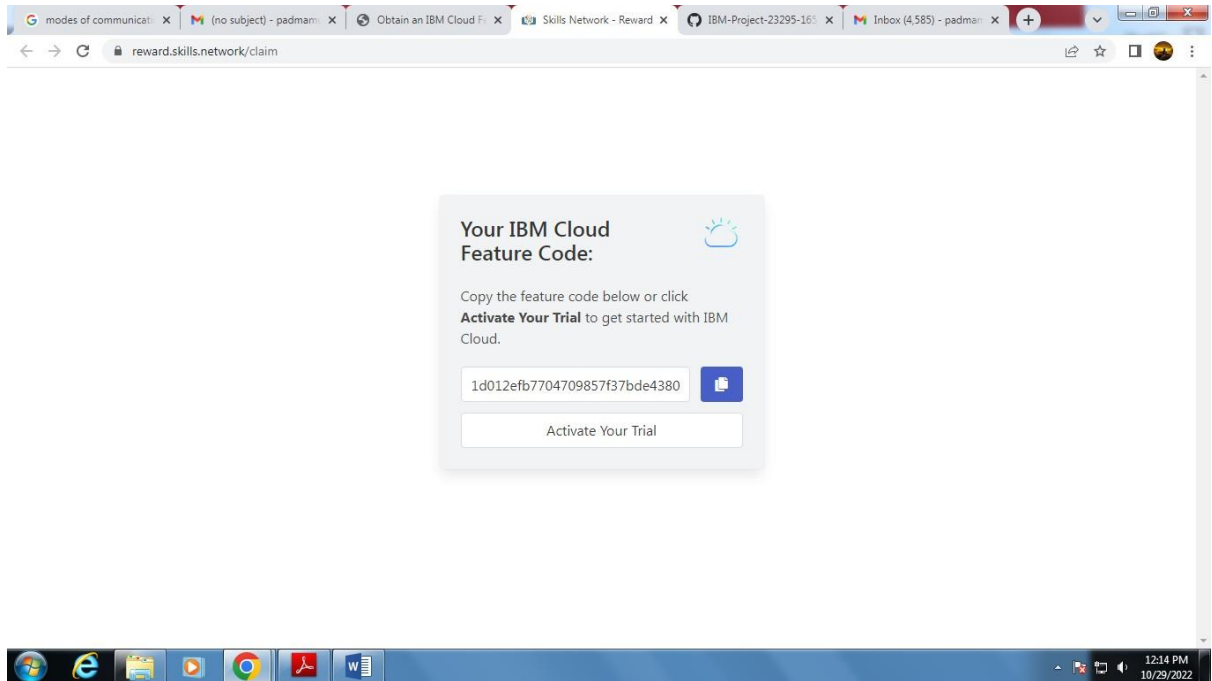 modes of communicati
(no subject) - padmam
Obtain an IBM Cloud Fe
Skills Network - Reward
IBM-Project-23295-165
Inbox (4,585) - padman
reward.skills.network/claim
Your IBM Cloud
Feature Code:
Copy the feature code below or click
Activate Your Trial to get started with IBM
Cloud.
1d012efb7704709857f37bde4380
Activate Your Trial
12:14 PM
10/29/2022